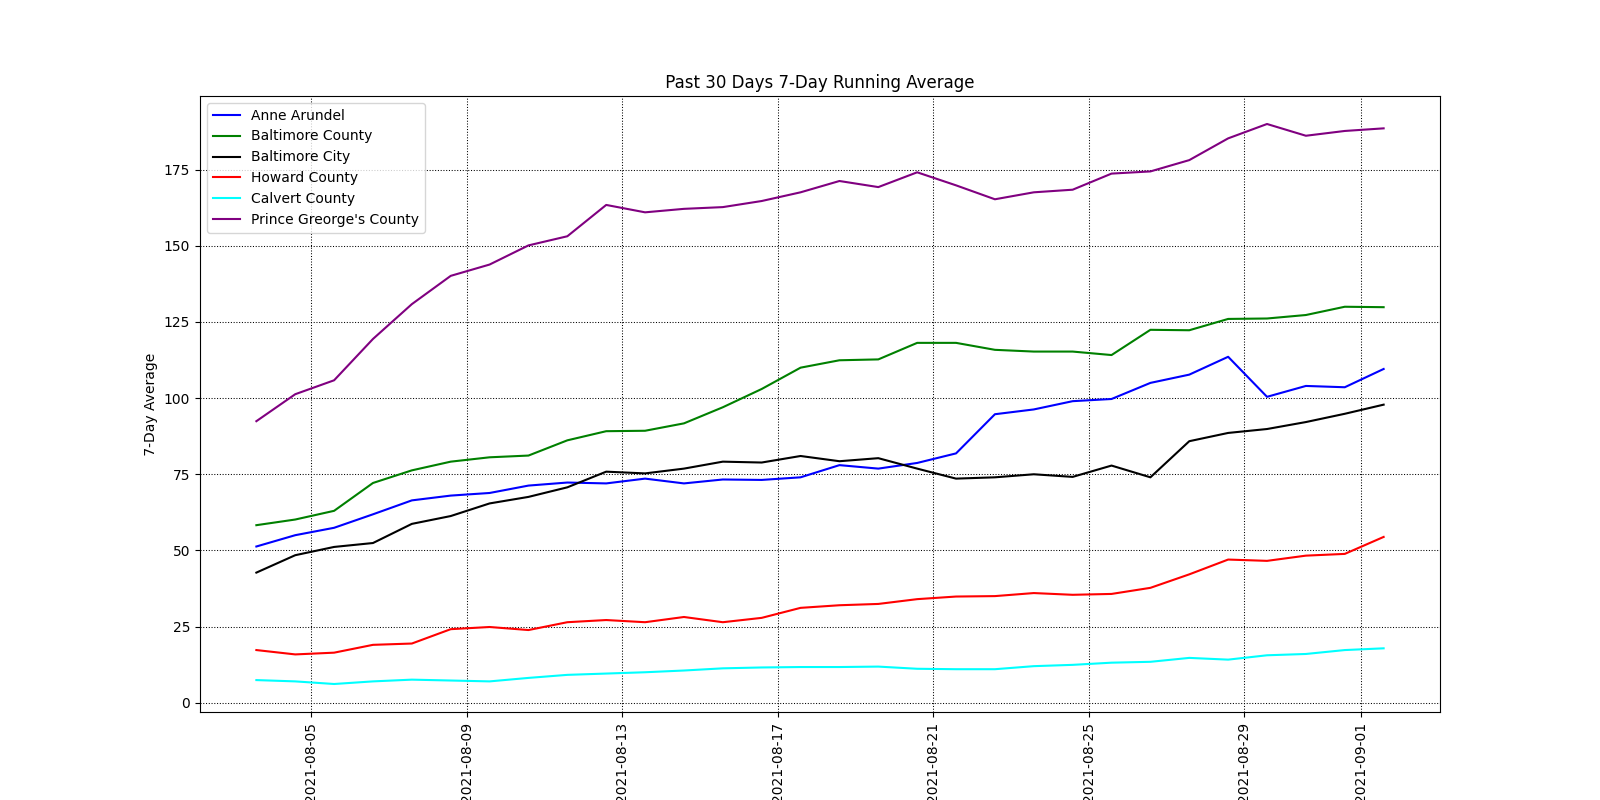 Past 30 Days 7-Day Running Average
Anne Arundel
Baltimore County
Baltimore City
Howard County
Calvert County
Prince Greorge's County
175
150
125
100
75
50
25
0
7-Day Average
2021-08-05
2021-08-09
2021-08-13
2021-08-17
2021-08-21
2021-08-25
2021-08-29
2021-09-01